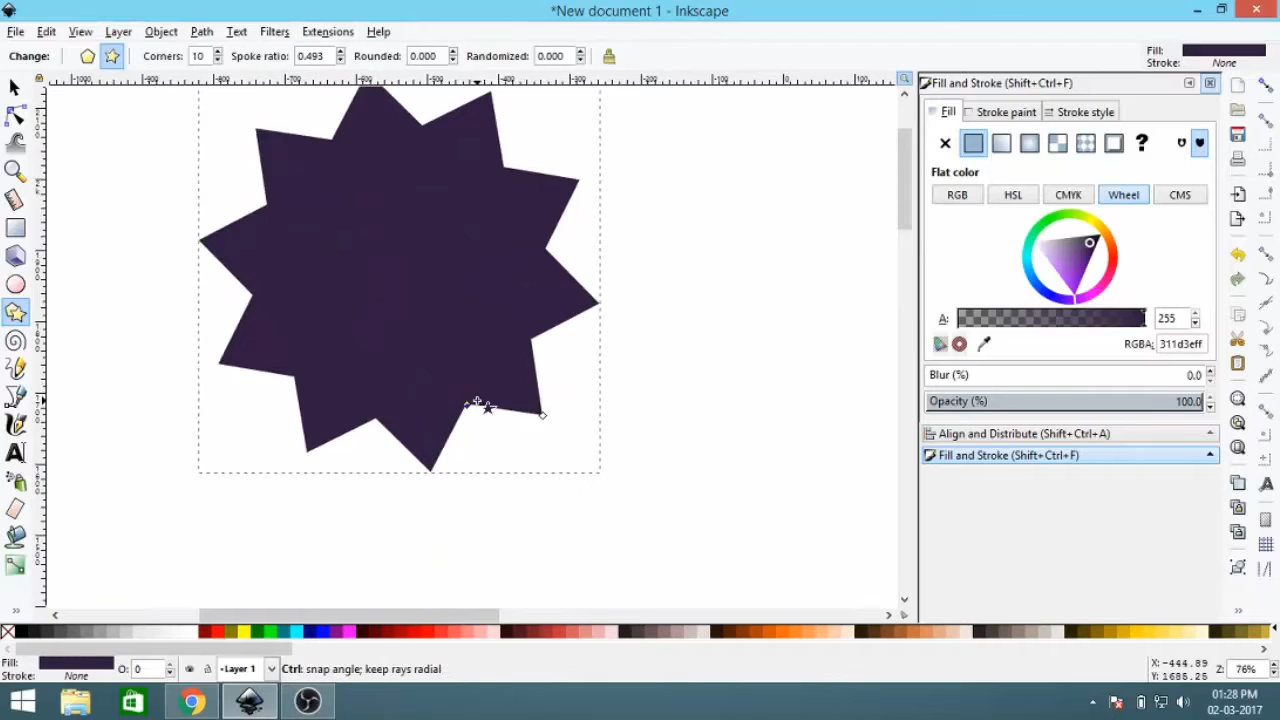 *New document 1 - Inkscape
File Edit View Layer Object Path Text Filters Extensions Help
Change: Corners: 10 Spoke ratio: 0.493 Rounded: 0.000 Randomized: 0.000
Fill:
Stroke: None
Fill and Stroke (Shift+Ctrl+F)
Fill Stroke paint Stroke style
Flat color
RGB HSL CMYK Wheel CMS
A: 255
RGBA: 311d3eff
Blur (%) 0.0
Opacity (%) 100.0
Align and Distribute (Shift+Ctrl+A)
Fill and Stroke (Shift+Ctrl+F)
Fill:
Stroke: None
O: 0
Layer 1
Ctrl: snap angle; keep rays radial
X: -444.89
Y: 1685.25
Z: 76%
01:28 PM
02-03-2017